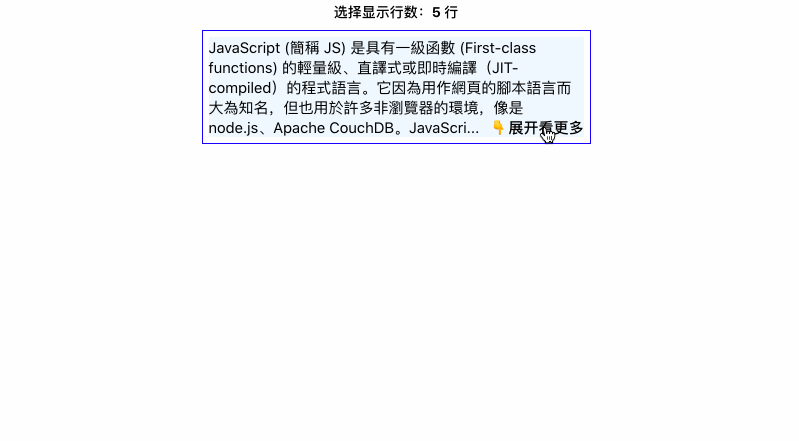 选择显示行数：5 行
JavaScript (簡稱 JS) 是具有一級函數 (First-class
functions) 的輕量級、直譯式或即時編譯（JIT-
compiled）的程式語言。它因為用作網頁的腳本語言而
大為知名，但也用於許多非瀏覽器的環境，像是
node.js、Apache CouchDB。JavaScri... 👇 展开看更多